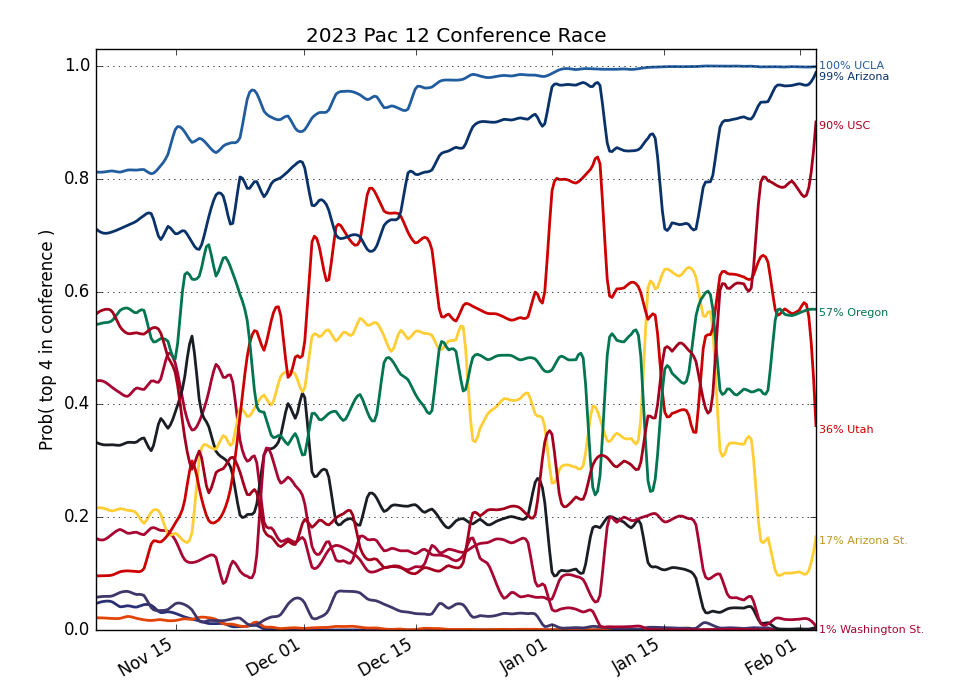 2023 Pac 12 Conference Race
Prob( top 4 in conference )
1.0
0.8
0.6
0.4
0.2
0.0
Nov 15
Dec 01
Dec 15
Jan 01
Jan 15
Feb 01
100% UCLA
99% Arizona
90% USC
57% Oregon
36% Utah
17% Arizona St.
1% Washington St.